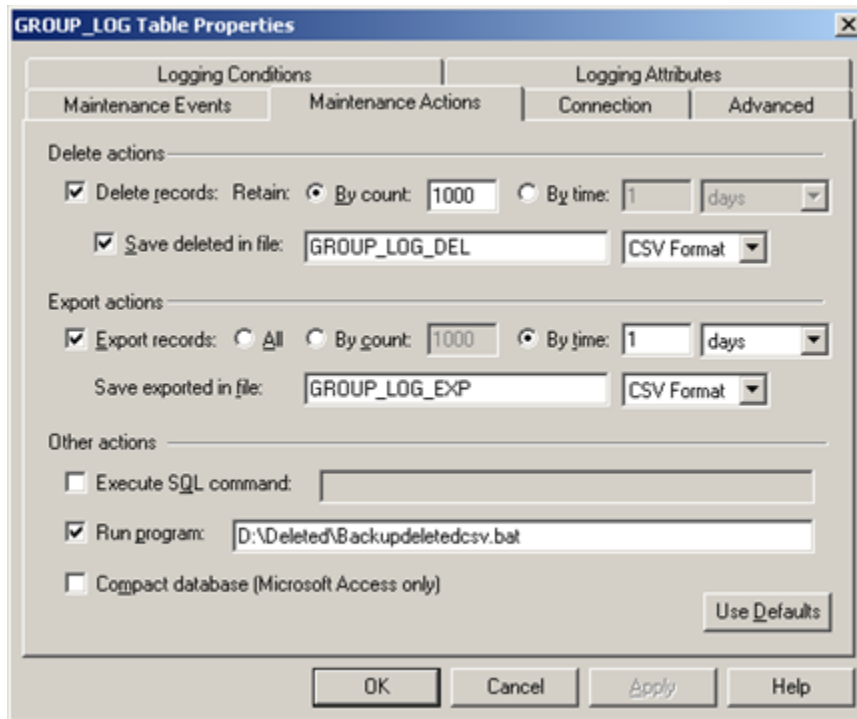 GROUP_LOG Table Properties
Logging Conditions Logging Attributes
Maintenance Events Maintenance Actions Connection Advanced
Delete actions
Delete records: Retain: By count: 1000 By time: 1 days
Save deleted in file: GROUP_LOG_DEL CSV Format
Export actions
Export records: All By count: 1000 By time: 1 days
Save exported in file: GROUP_LOG_EXP CSV Format
Other actions
Execute SQL command:
Run program: D:\Deleted\Backupdeletedcsv.bat
Compact database (Microsoft Access only)
Use Defaults
OK Cancel Apply Help